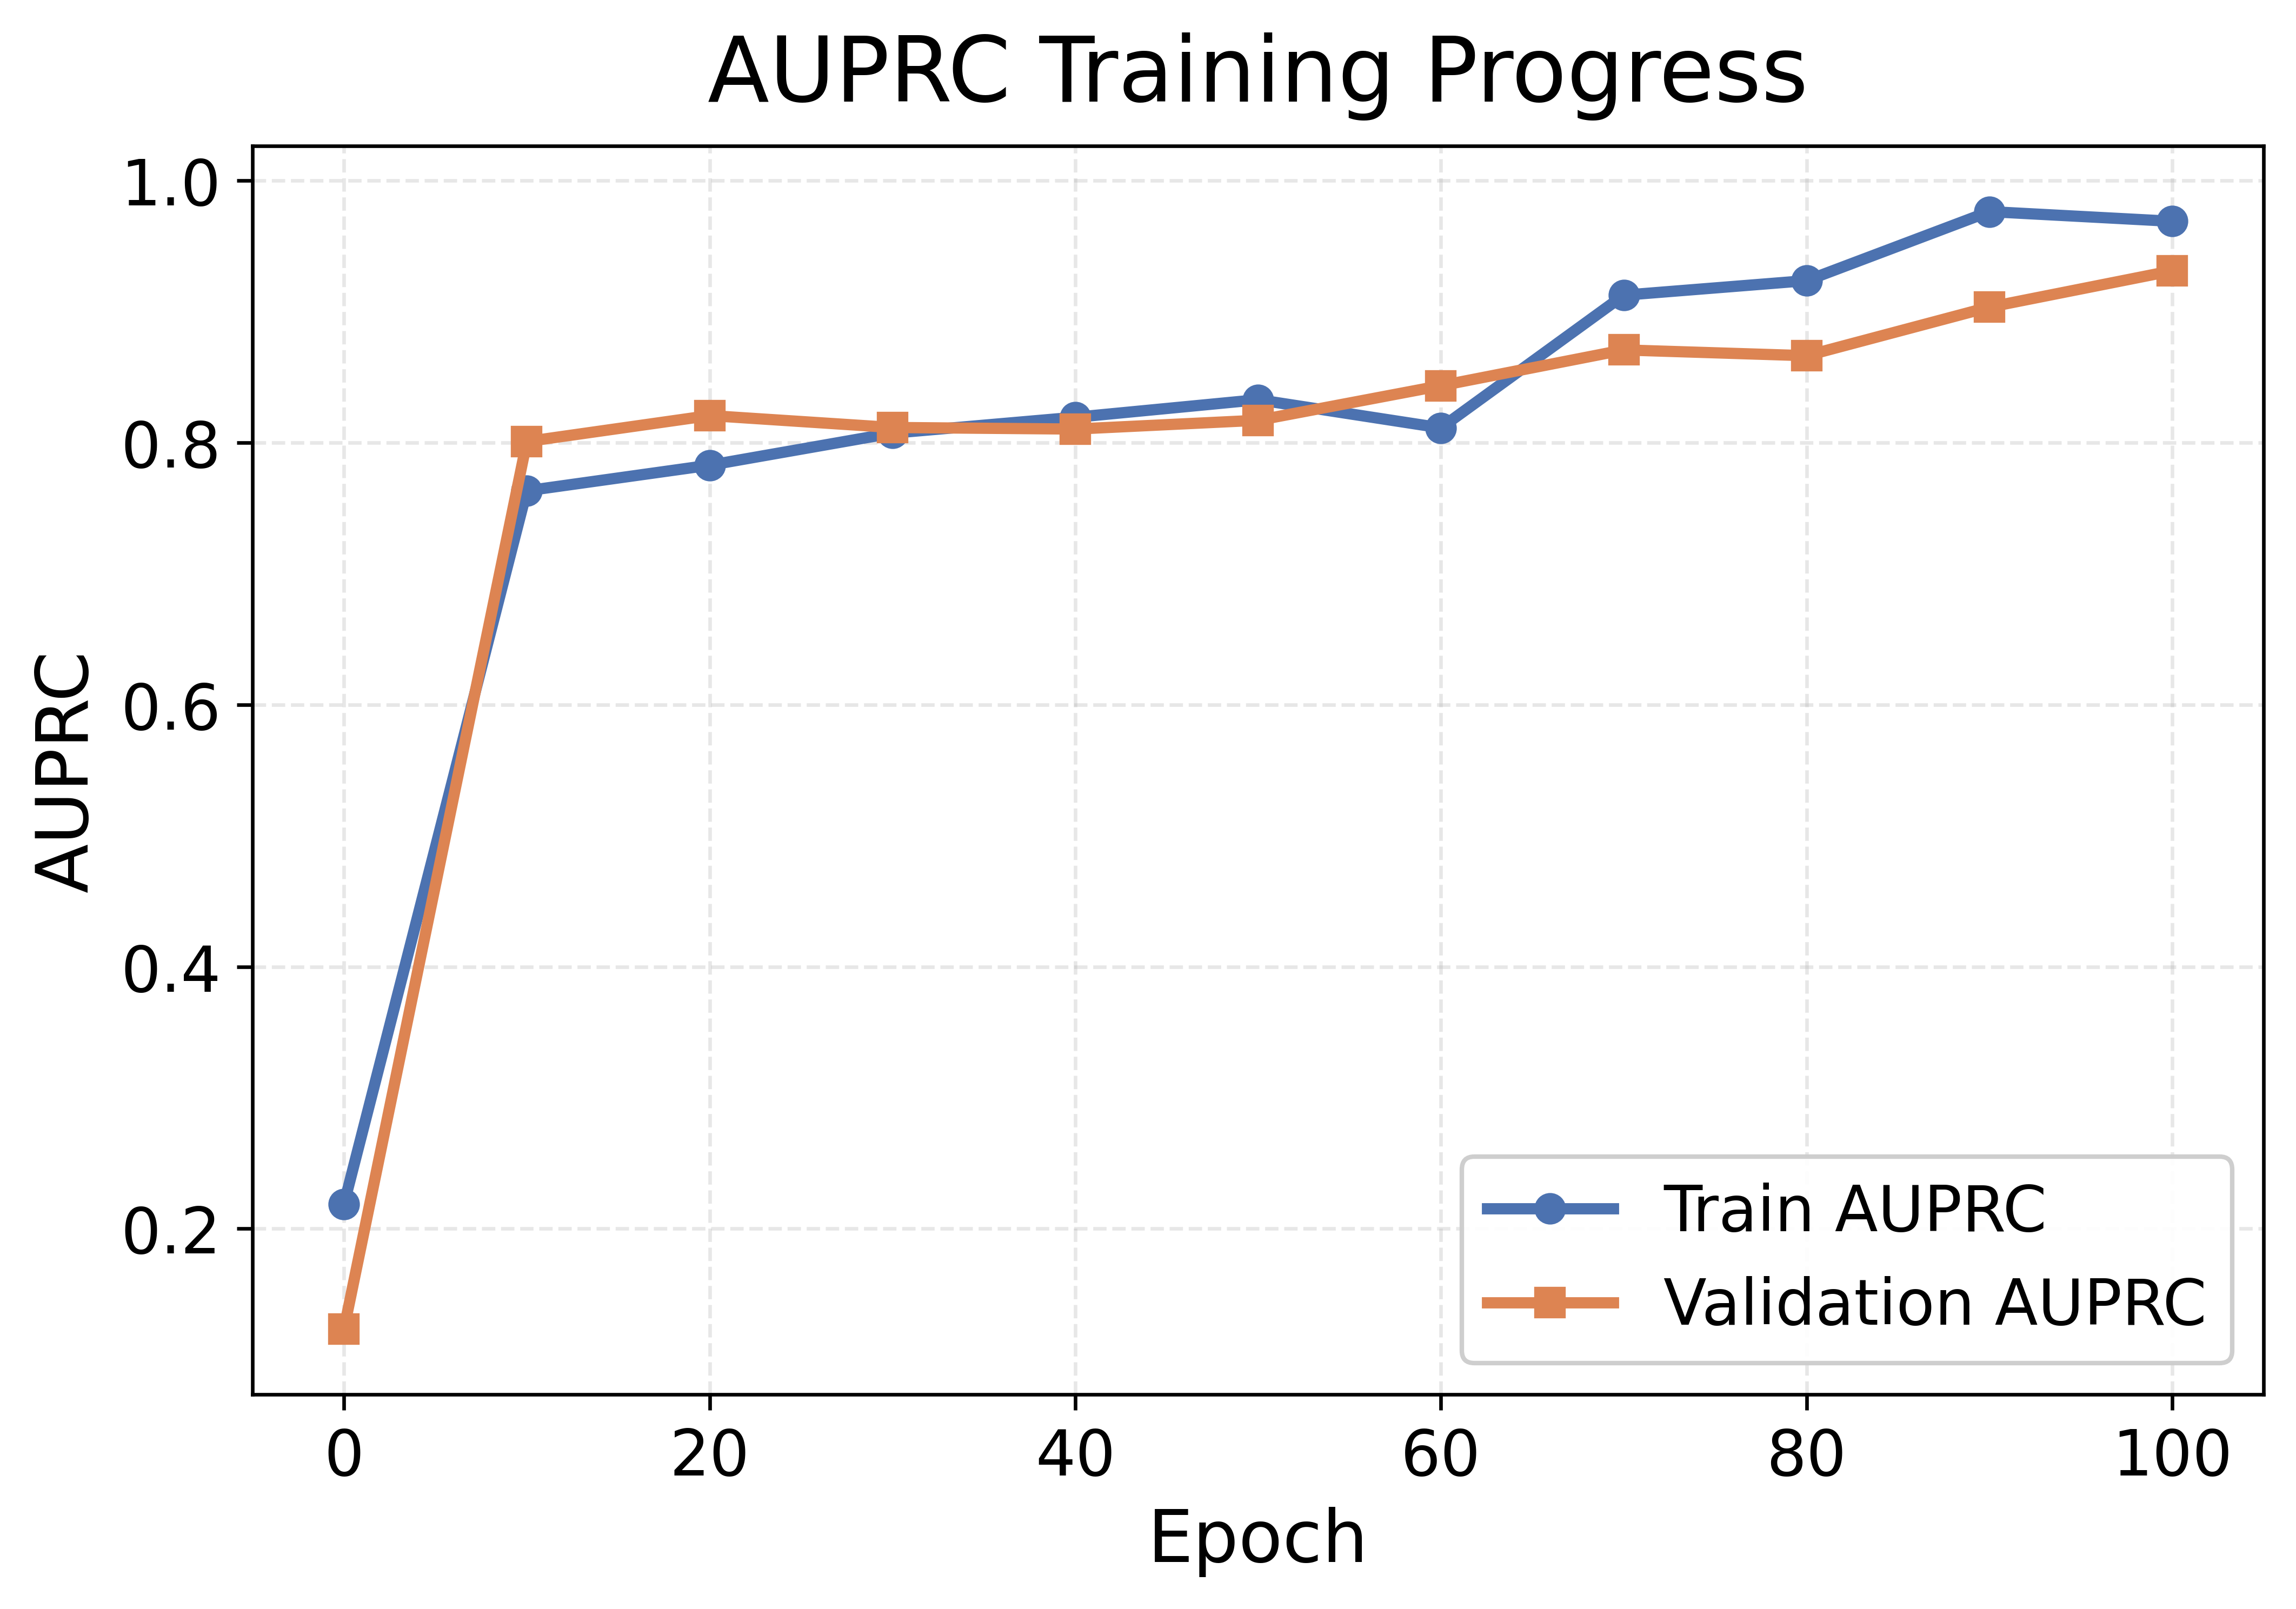 AUPRC Training Progress
1.0
0.8
0.6
0.4
0.2
AUPRC
0 20 40 60 80 100
Epoch
Train AUPRC
Validation AUPRC